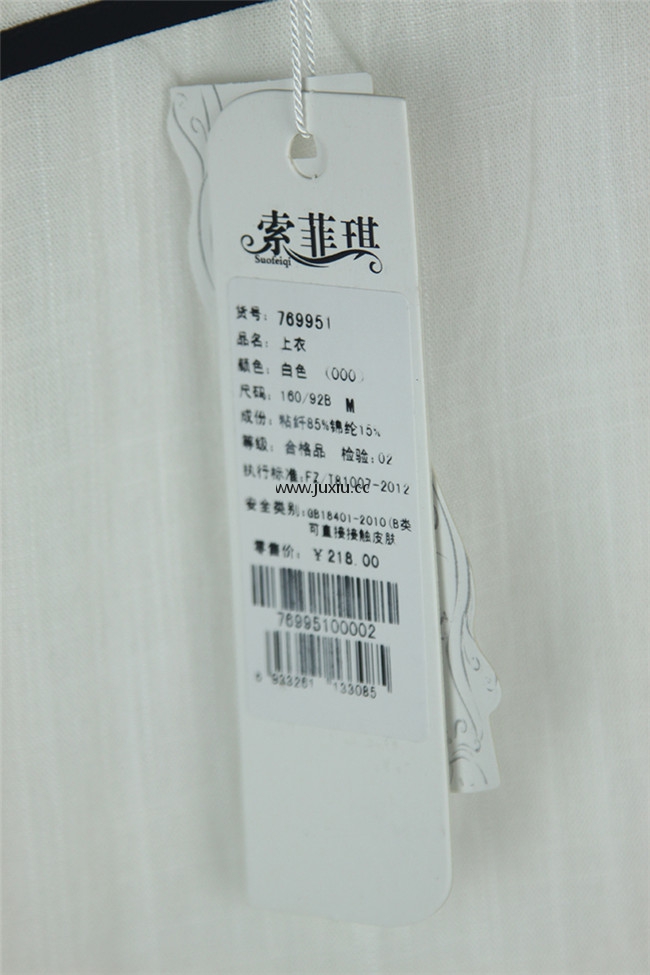 索菲琪
Suofeiqi
货号: 769951
品名: 上衣
颜色: 白色 (000)
尺码: 160/92B M
成份: 粘纤85%锦纶15%
等级: 合格品 检验:02
执行标准:FZ/T81007-2012
www.juxiu.cc
安全类别:GB18401-2010(B类
可直接接触皮肤
零售价: ￥218.00
76995100002
6 933261 133085